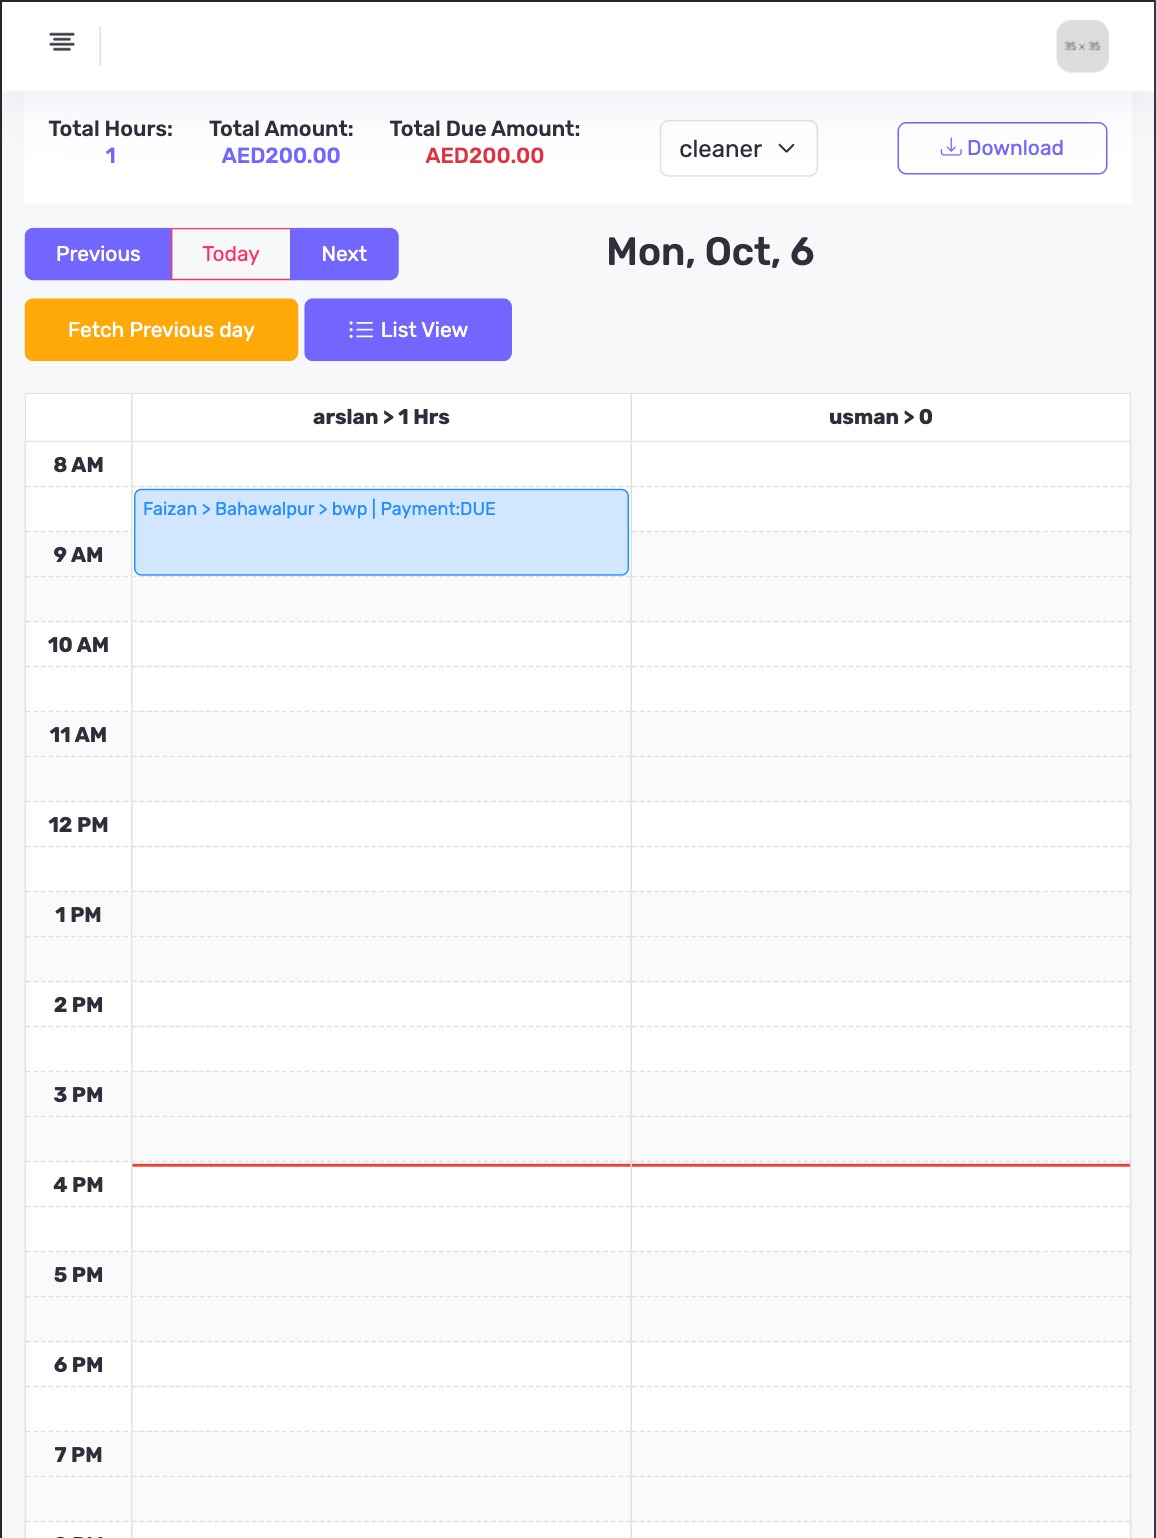 35 × 35
Total Hours: Total Amount: Total Due Amount:
1 AED200.00 AED200.00
cleaner
Download
Previous Today Next
Mon, Oct, 6
Fetch Previous day
List View
arslan > 1 Hrs usman > 0
8 AM
Faizan > Bahawalpur > bwp | Payment:DUE
9 AM
10 AM
11 AM
12 PM
1 PM
2 PM
3 PM
4 PM
5 PM
6 PM
7 PM